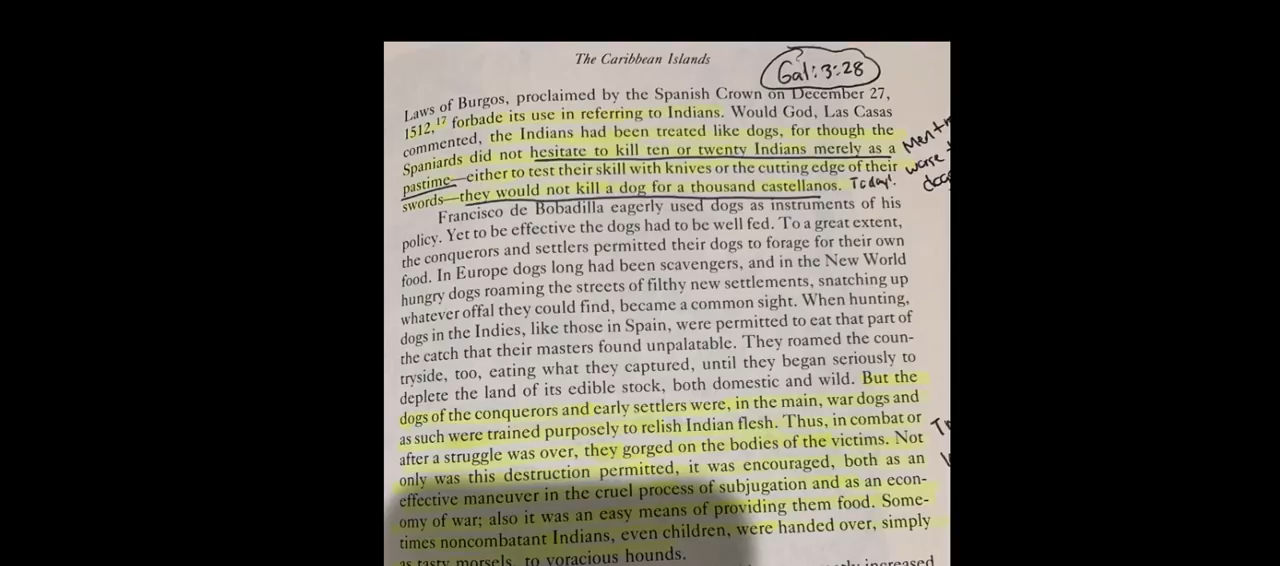 The Caribbean Islands
Gal: 3:28
Laws of Burgos, proclaimed by the Spanish Crown on December 27,
1512,17 forbade its use in referring to Indians. Would God, Las Casas
commented, the Indians had been treated like dogs, for though the
Spaniards did not hesitate to kill ten or twenty Indians merely as a
pastime—either to test their skill with knives or the cutting edge of their
swords—they would not kill a dog for a thousand castellanos. Today!
worse
Francisco de Bobadilla eagerly used dogs as instruments of his
policy. Yet to be effective the dogs had to be well fed. To a great extent,
the conquerors and settlers permitted their dogs to forage for their own
food. In Europe dogs long had been scavengers, and in the New World
hungry dogs roaming the streets of filthy new settlements, snatching up
whatever offal they could find, became a common sight. When hunting,
dogs in the Indies, like those in Spain, were permitted to eat that part of
the catch that their masters found unpalatable. They roamed the coun-
tryside, too, eating what they captured, until they began seriously to
deplete the land of its edible stock, both domestic and wild. But the
dogs of the conquerors and early settlers were, in the main, war dogs and
as such were trained purposely to relish Indian flesh. Thus, in combat or
after a struggle was over, they gorged on the bodies of the victims. Not
only was this destruction permitted, it was encouraged, both as an
effective maneuver in the cruel process of subjugation and as an econ-
omy of war; also it was an easy means of providing them food. Some-
times noncombatant Indians, even children, were handed over, simply
as tasty morsels, to voracious hounds.
increased